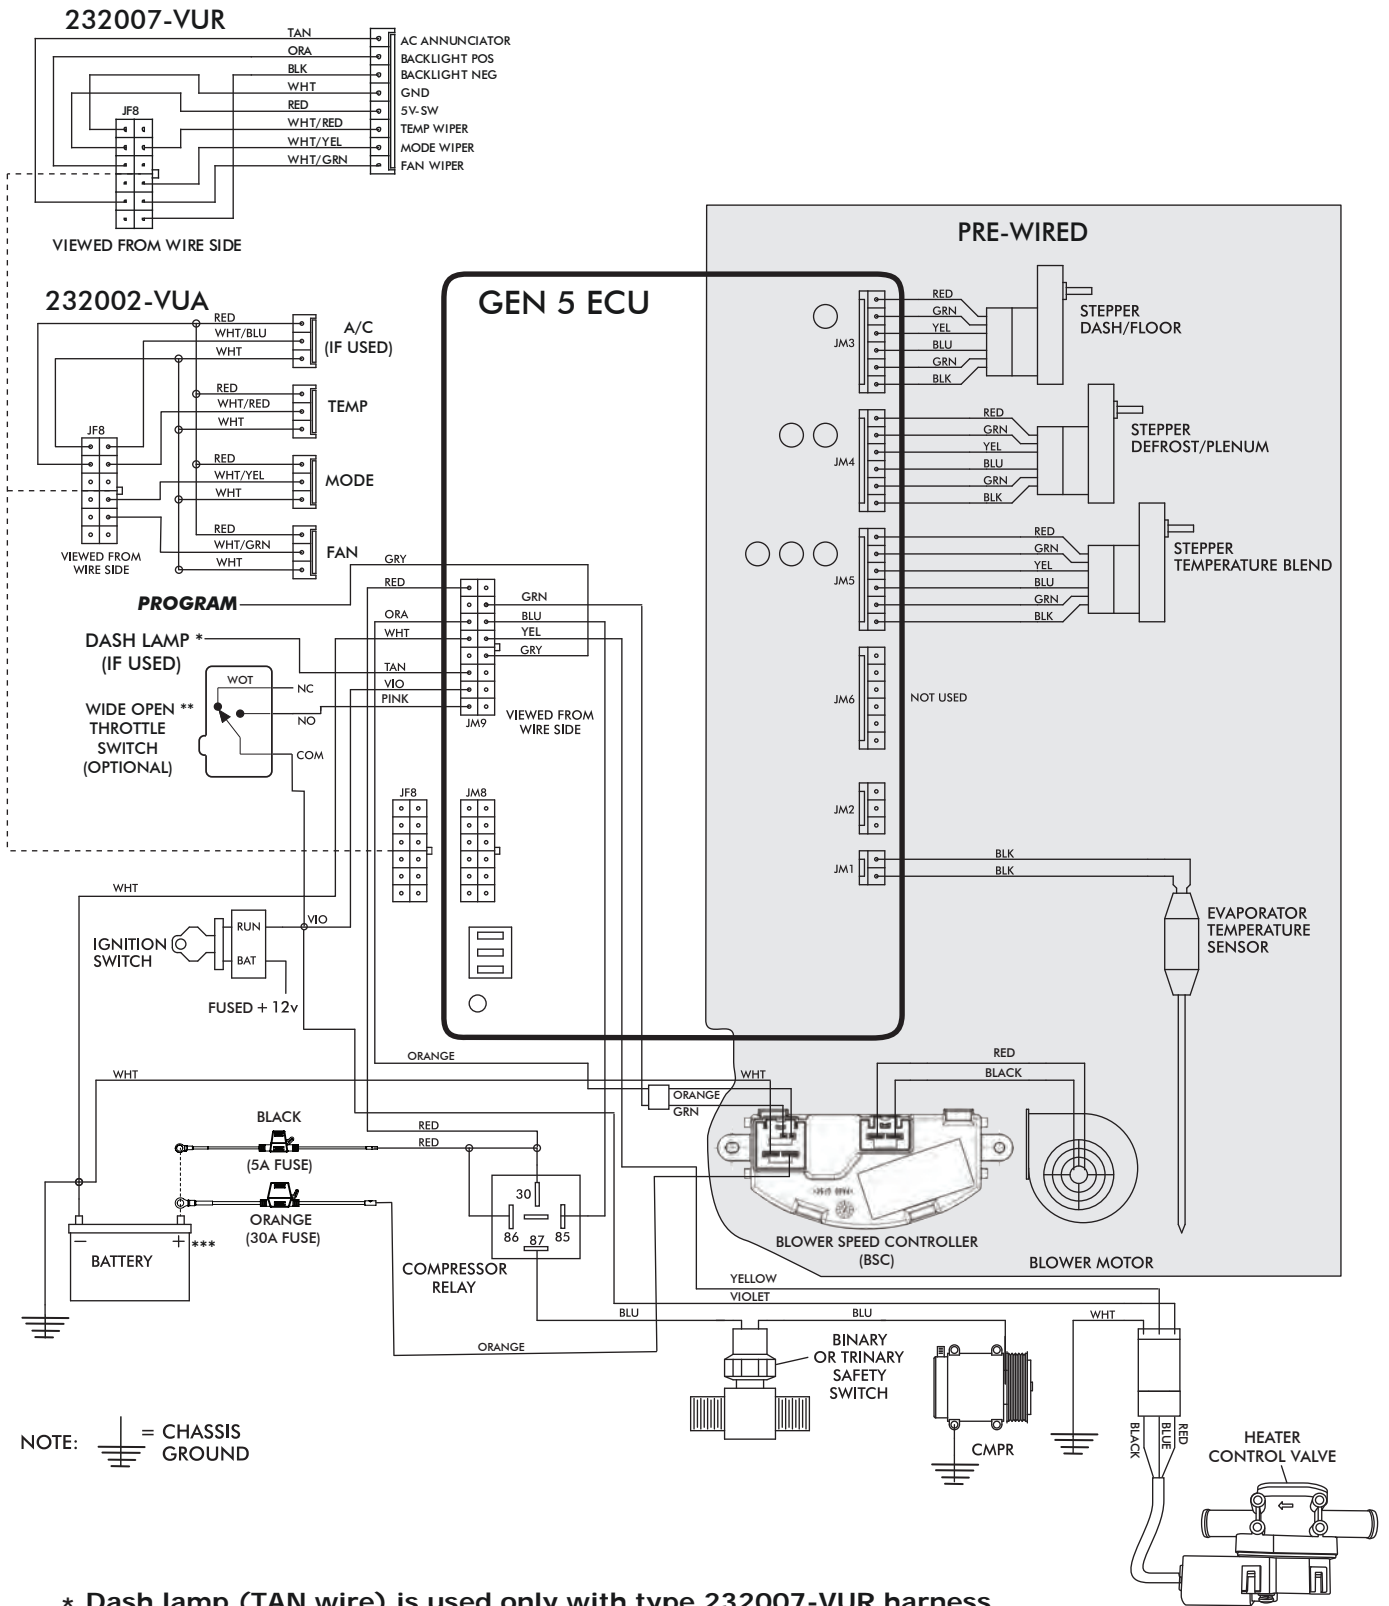 232007-VUR
TAN
ORA
BLK
WHT
RED
WHT/RED
WHT/YEL
WHT/GRN
AC ANNUNCIATOR
BACKLIGHT POS
BACKLIGHT NEG
GND
5V-SW
TEMP WIPER
MODE WIPER
FAN WIPER
JF8
VIEWED FROM WIRE SIDE
232002-VUA
RED
WHT/BLU
WHT
A/C
(IF USED)
RED
WHT/RED
WHT
TEMP
JF8
RED
WHT/YEL
WHT
MODE
RED
WHT/GRN
WHT
FAN
VIEWED FROM
WIRE SIDE
GEN 5 ECU
PRE-WIRED
JM3
RED
GRN
YEL
BLU
GRN
BLK
STEPPER
DASH/FLOOR
JM4
RED
GRN
YEL
BLU
GRN
BLK
STEPPER
DEFROST/PLENUM
JM5
RED
GRN
YEL
BLU
GRN
BLK
STEPPER
TEMPERATURE BLEND
JM6
NOT USED
JM2
JM1
BLK
BLK
EVAPORATOR
TEMPERATURE
SENSOR
PROGRAM
GRY
RED
ORA
WHT
TAN
VIO
PINK
GRN
BLU
YEL
GRY
JM9
VIEWED FROM
WIRE SIDE
DASH LAMP *
(IF USED)
WIDE OPEN **
THROTTLE
SWITCH
(OPTIONAL)
WOT
NC
NO
COM
JF8
JM8
WHT
IGNITION
SWITCH
RUN
BAT
VIO
FUSED + 12v
ORANGE
WHT
WHT
ORANGE
GRN
RED
BLACK
BLACK
(5A FUSE)
RED
RED
ORANGE
(30A FUSE)
BATTERY
−
+ ***
30
86
87
85
COMPRESSOR
RELAY
BLOWER SPEED CONTROLLER
(BSC)
BLOWER MOTOR
YELLOW
VIOLET
BLU
BLU
WHT
ORANGE
BINARY
OR TRINARY
SAFETY
SWITCH
CMPR
BLACK
BLUE
RED
HEATER
CONTROL VALVE
NOTE:
= CHASSIS
GROUND
* Dash lamp (TAN wire) is used only with type 232007-VUR harness